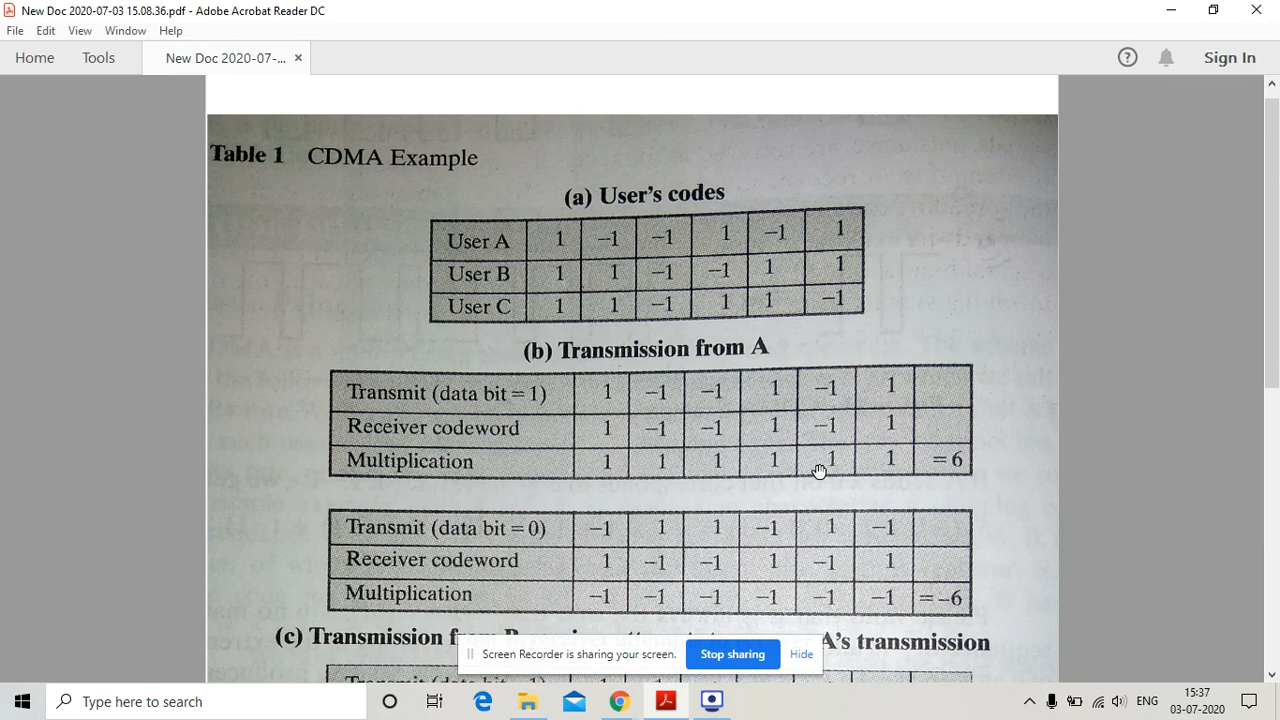 New Doc 2020-07-03 15.08.36.pdf - Adobe Acrobat Reader DC
File Edit View Window Help
Home Tools New Doc 2020-07-... × Sign In
Table 1 CDMA Example
(a) User's codes
User A 1 –1 –1 1 –1 1
User B 1 1 –1 –1 1 1
User C 1 1 –1 1 1 –1
(b) Transmission from A
Transmit (data bit = 1) 1 –1 –1 1 –1 1
Receiver codeword 1 –1 –1 1 –1 1
Multiplication 1 1 1 1 1 1 = 6
Transmit (data bit = 0) –1 1 1 –1 1 –1
Receiver codeword 1 –1 –1 1 –1 1
Multiplication –1 –1 –1 –1 –1 –1 = –6
(c) Transmission A's transmission
Screen Recorder is sharing your screen. Stop sharing Hide
Type here to search
ENG 15:37
03-07-2020